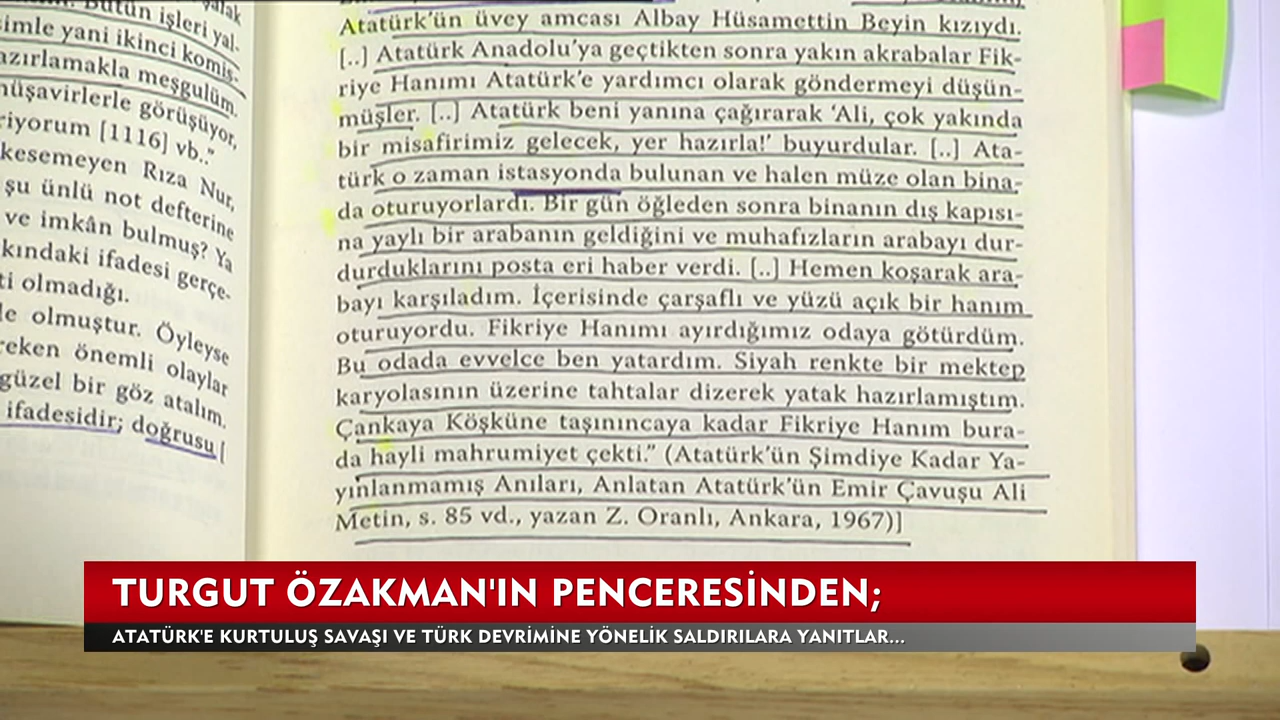 Bütün işleri yal-
simle yani ikinci komis-
azırlamakla meşgulüm.
müşavirlerle görüşüyor,
riyorum [1116] vb.."
kesemeyen Rıza Nur,
şu ünlü not defterine
ve imkân bulmuş? Ya
kındaki ifadesi gerçe-
ti olmadığı.
le olmuştur. Öyleyse
reken önemli olaylar
güzel bir göz atalım.
ifadesidir; doğrusu [
Atatürk'ün üvey amcası Albay Hüsamettin Beyin kızıydı.
[..] Atatürk Anadolu'ya geçtikten sonra yakın akrabalar Fik-
riye Hanımı Atatürk'e yardımcı olarak göndermeyi düşün-
müşler. [..] Atatürk beni yanına çağırarak 'Ali, çok yakında
bir misafirimiz gelecek, yer hazırla!' buyurdular. [..] Ata-
türk o zaman istasyonda bulunan ve halen müze olan bina-
da oturuyorlardı. Bir gün öğleden sonra binanın dış kapısı-
na yaylı bir arabanın geldiğini ve muhafızların arabayı dur-
durduklarını posta eri haber verdi. [..] Hemen koşarak ara-
bayı karşıladım. İçerisinde çarşaflı ve yüzü açık bir hanım
oturuyordu. Fikriye Hanımı ayırdığımız odaya götürdüm.
Bu odada evvelce ben yatardım. Siyah renkte bir mektep
karyolasının üzerine tahtalar dizerek yatak hazırlamıştım.
Çankaya Köşküne taşınıncaya kadar Fikriye Hanım bura-
da hayli mahrumiyet çekti." (Atatürk'ün Şimdiye Kadar Ya-
yınlanmamış Anıları, Anlatan Atatürk'ün Emir Çavuşu Ali
Metin, s. 85 vd., yazan Z. Oranlı, Ankara, 1967)]
TURGUT ÖZAKMAN'IN PENCERESİNDEN;
ATATÜRK'E KURTULUŞ SAVAŞI VE TÜRK DEVRİMİNE YÖNELİK SALDIRILARA YANITLAR...